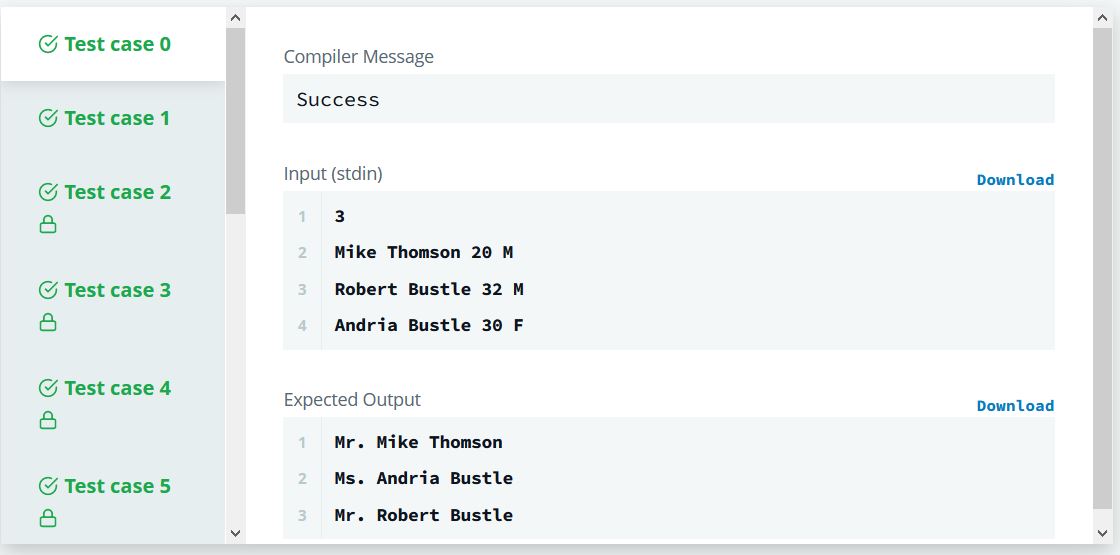 Test case 0
Test case 1
Test case 2
Test case 3
Test case 4
Test case 5
Compiler Message
Success
Input (stdin)
Download
1 3
2 Mike Thomson 20 M
3 Robert Bustle 32 M
4 Andria Bustle 30 F
Expected Output
Download
1 Mr. Mike Thomson
2 Ms. Andria Bustle
3 Mr. Robert Bustle